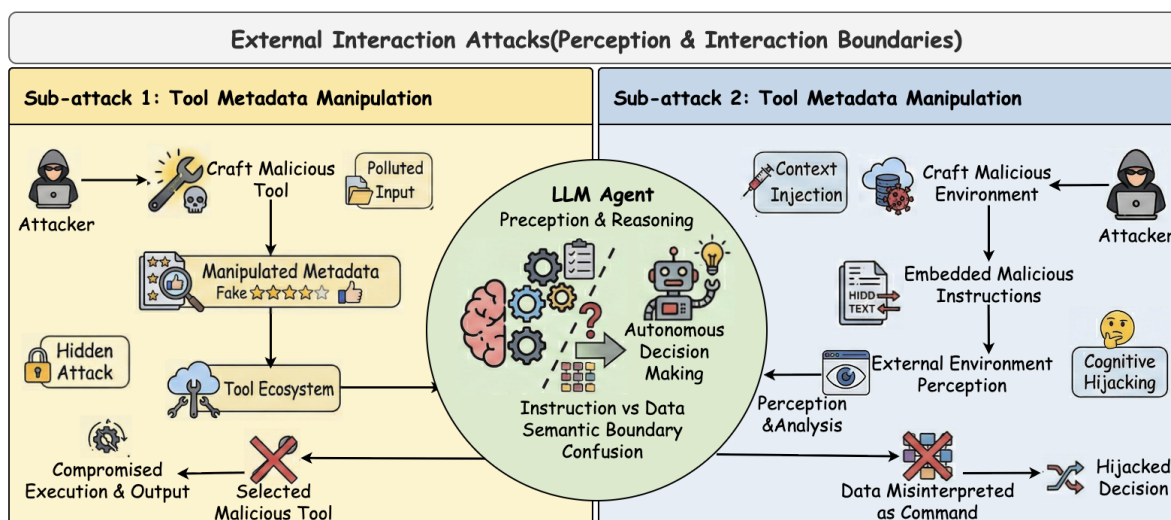 External Interaction Attacks(Perception & Interaction Boundaries)
Sub-attack 1: Tool Metadata Manipulation
Attacker
Craft Malicious
Tool
Polluted
Input
Manipulated Metadata
Fake
Hidden
Attack
Tool Ecosystem
Compromised
Execution & Output
Selected
Malicious Tool
LLM Agent
Preception & Reasoning
?
Autonomous
Decision
Making
Instruction vs Data
Semantic Boundary
Confusion
Sub-attack 2: Tool Metadata Manipulation
Context
Injection
Craft Malicious
Environment
Attacker
HIDD
TEXT
Embedded Malicious
Instructions
External Environment
Perception
Cognitive
Hijacking
Perception
&Analysis
Data Misinterpreted
as Command
Hijacked
Decision